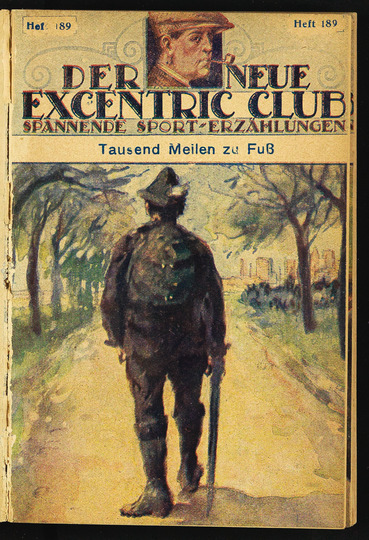 Heft 189
Heft 189
DER NEUE
EXCENTRIC CLUB
SPANNENDE SPORT-ERZÄHLUNGEN
Tausend Meilen zu Fuß